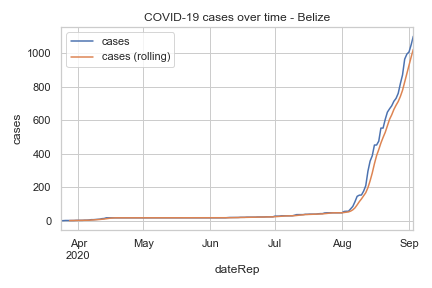 COVID-19 cases over time - Belize
cases
cases (rolling)
1000
800
600
400
200
0
cases
Apr
2020
May
Jun
Jul
Aug
Sep
dateRep